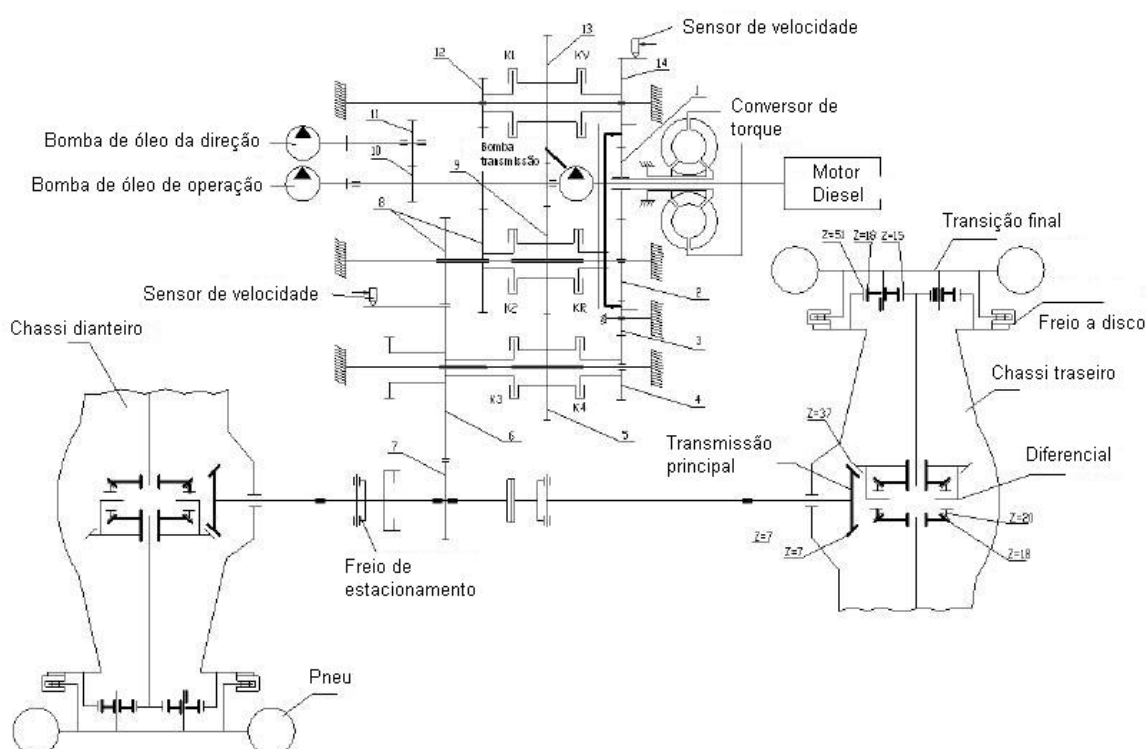 Sensor de velocidade
13
12
K1
KV
14
1
Conversor de
torque
Bomba de óleo da direção
11
Bomba
transmissão
10
9
Bomba de óleo de operação
Motor
Diesel
8
Z=51
Z=18
Z=15
Transição final
Sensor de velocidade
K2
KR
2
3
Freio a disco
Chassi dianteiro
Chassi traseiro
K3
K4
4
6
5
Z=37
Transmissão
principal
Diferencial
7
Z=20
Z=7
Z=7
Z=18
Freio de
estacionamento
Pneu